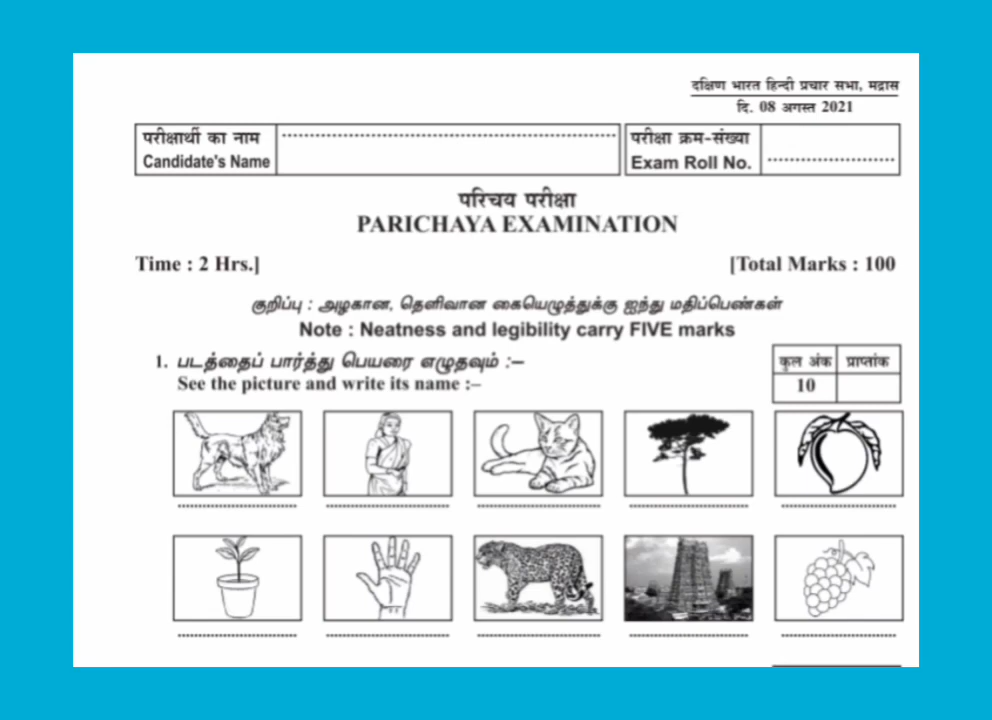 दक्षिण भारत हिन्दी प्रचार सभा, मद्रास
दि. 08 अगस्त 2021
परीक्षार्थी का नाम
Candidate's Name
परीक्षा क्रम-संख्या
Exam Roll No.
परिचय परीक्षा
PARICHAYA EXAMINATION
Time : 2 Hrs.] [Total Marks : 100
குறிப்பு : அழகான, தெளிவான கையெழுத்துக்கு ஐந்து மதிப்பெண்கள்
Note : Neatness and legibility carry FIVE marks
1. படத்தைப் பார்த்து பெயரை எழுதவும் :–
See the picture and write its name :–
कुल अंक प्राप्तांक
10